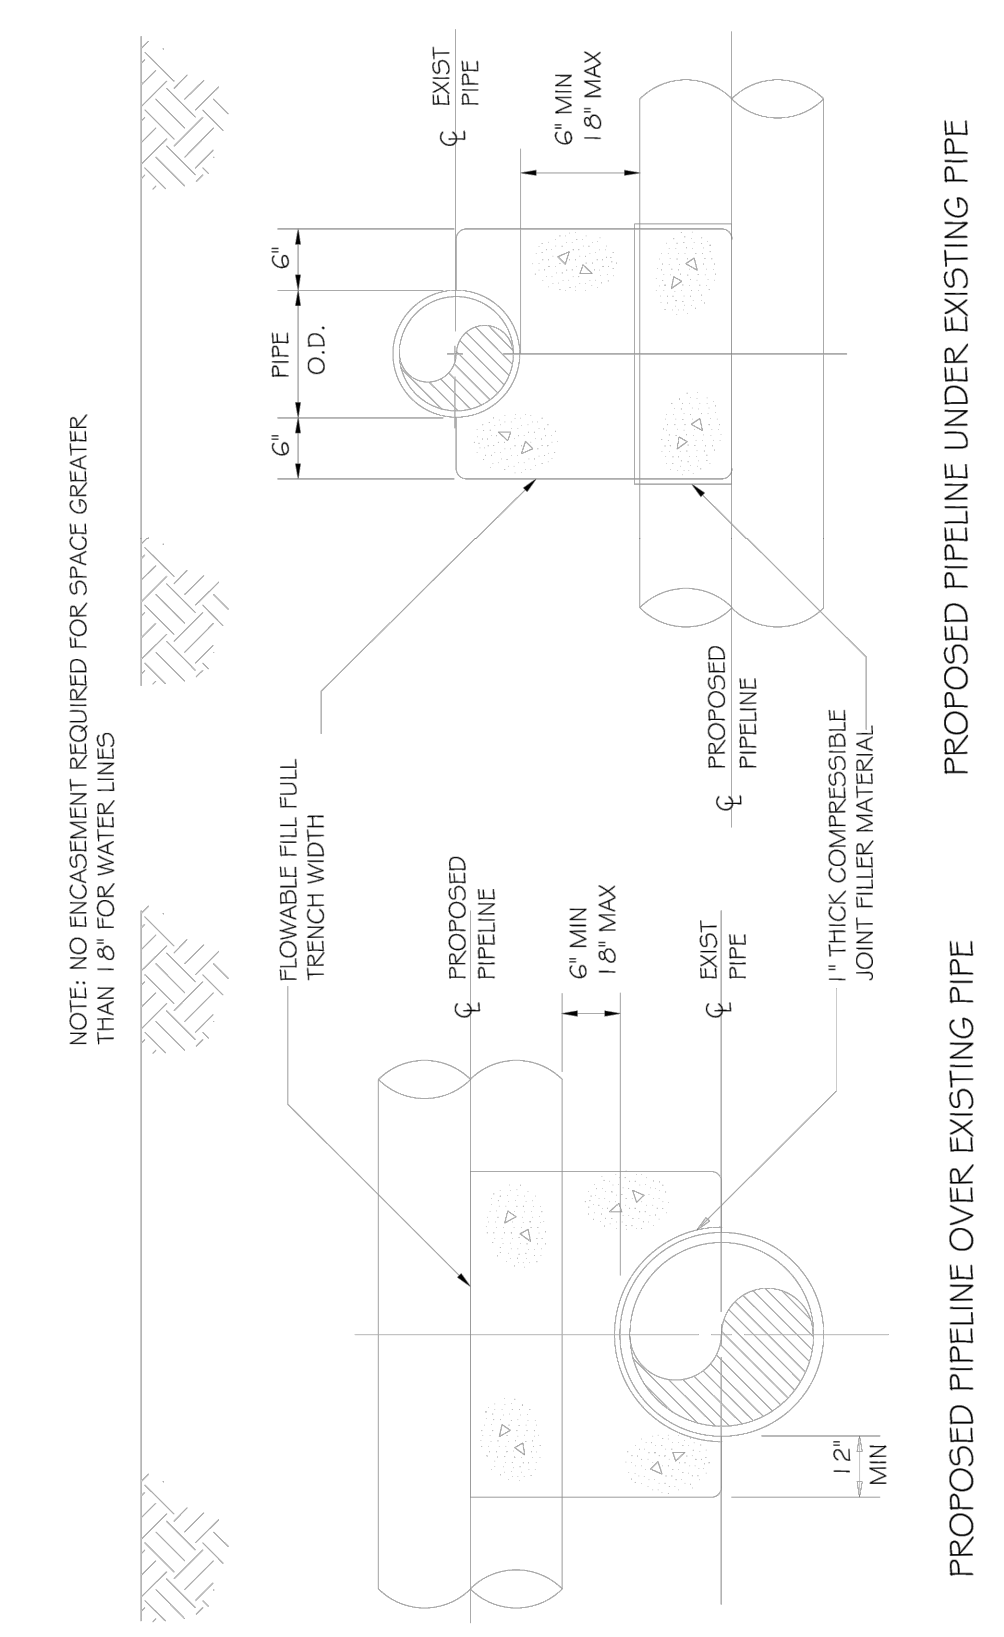 NOTE: NO ENCASEMENT REQUIRED FOR SPACE GREATER
THAN 18" FOR WATER LINES
FLOWABLE FILL FULL
TRENCH WIDTH
℄ PROPOSED
PIPELINE
6" MIN
18" MAX
℄ EXIST
PIPE
1" THICK COMPRESSIBLE
JOINT FILLER MATERIAL
12"
MIN
PROPOSED PIPELINE OVER EXISTING PIPE
6"
PIPE
O.D.
6"
℄ EXIST
PIPE
6" MIN
18" MAX
℄ PROPOSED
PIPELINE
PROPOSED PIPELINE UNDER EXISTING PIPE